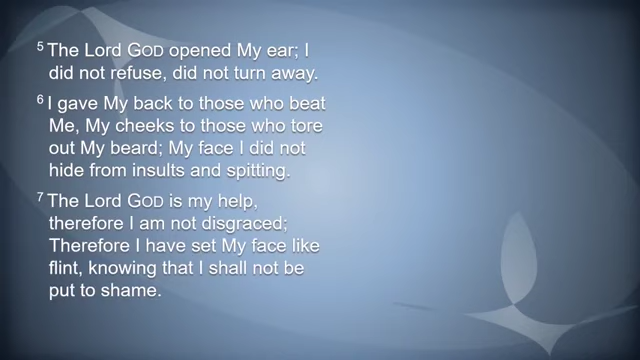 5 The Lord GOD opened My ear; I
did not refuse, did not turn away.
6 I gave My back to those who beat
Me, My cheeks to those who tore
out My beard; My face I did not
hide from insults and spitting.
7 The Lord GOD is my help,
therefore I am not disgraced;
Therefore I have set My face like
flint, knowing that I shall not be
put to shame.